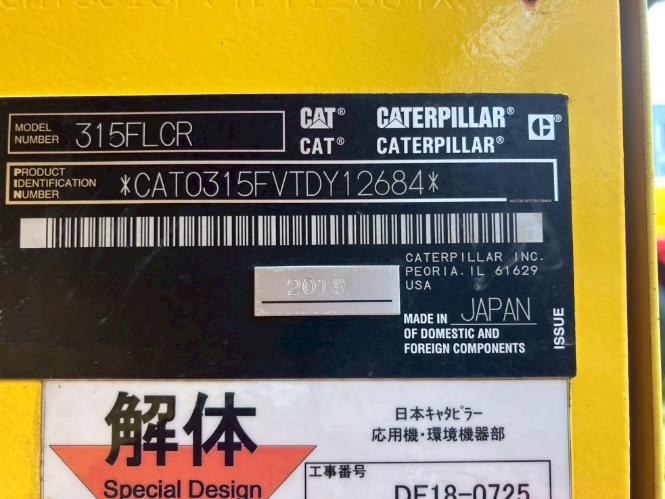 MODEL NUMBER 315FLCR
CAT® CATERPILLAR® C
CAT® CATERPILLAR®
PRODUCT IDENTIFICATION NUMBER *CAT0315FVTDY12684*
CATERPILLAR INC.
PEORIA. IL 61629
USA
2019
MADE IN JAPAN
OF DOMESTIC AND
FOREIGN COMPONENTS
ISSUE
解体
Special Design
日本キャタピラー
応用機・環境機器部
工事番号
DF18-0725